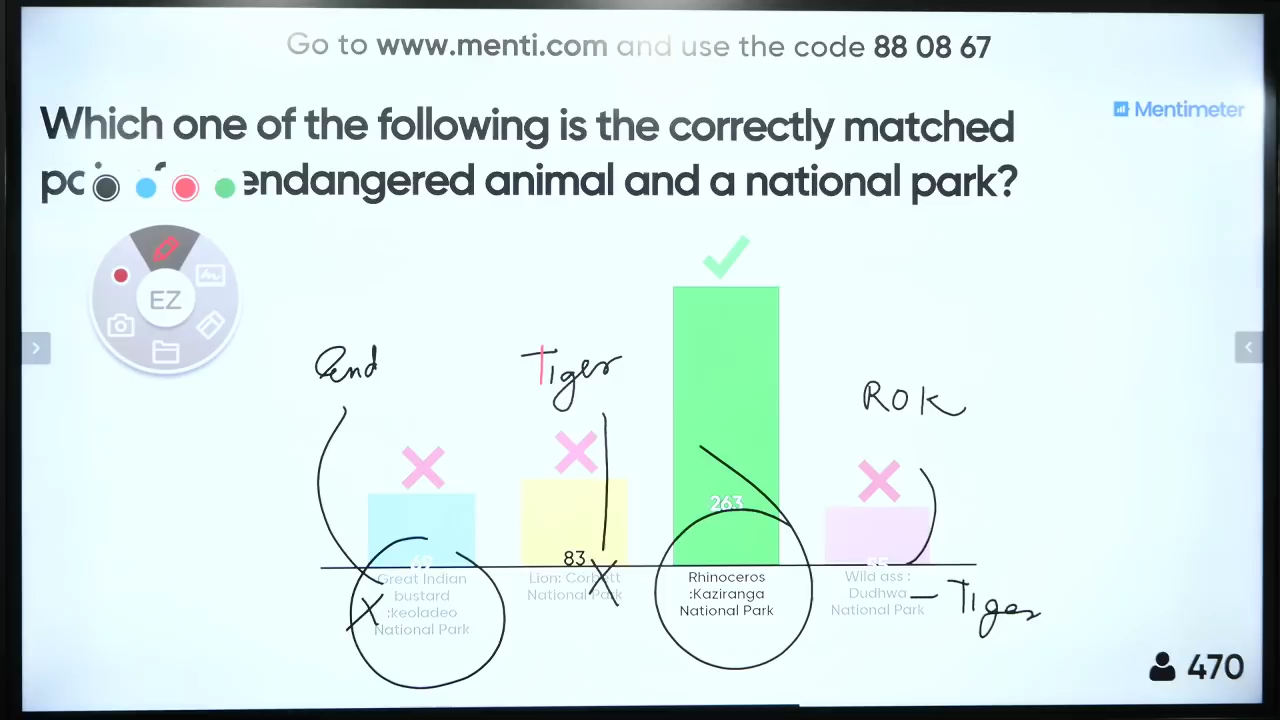 Go to www.menti.com and use the code 88 08 67
Mentimeter
Which one of the following is the correctly matched
endangered animal and a national park?
EZ
Tiger
ROK
263
83
Great Indian
bustard
:keoladeo
National Park
Lion: Corbett
National Park
Rhinoceros
:Kaziranga
National Park
Wild ass :
Dudhwa
National Park
– Tiger
470